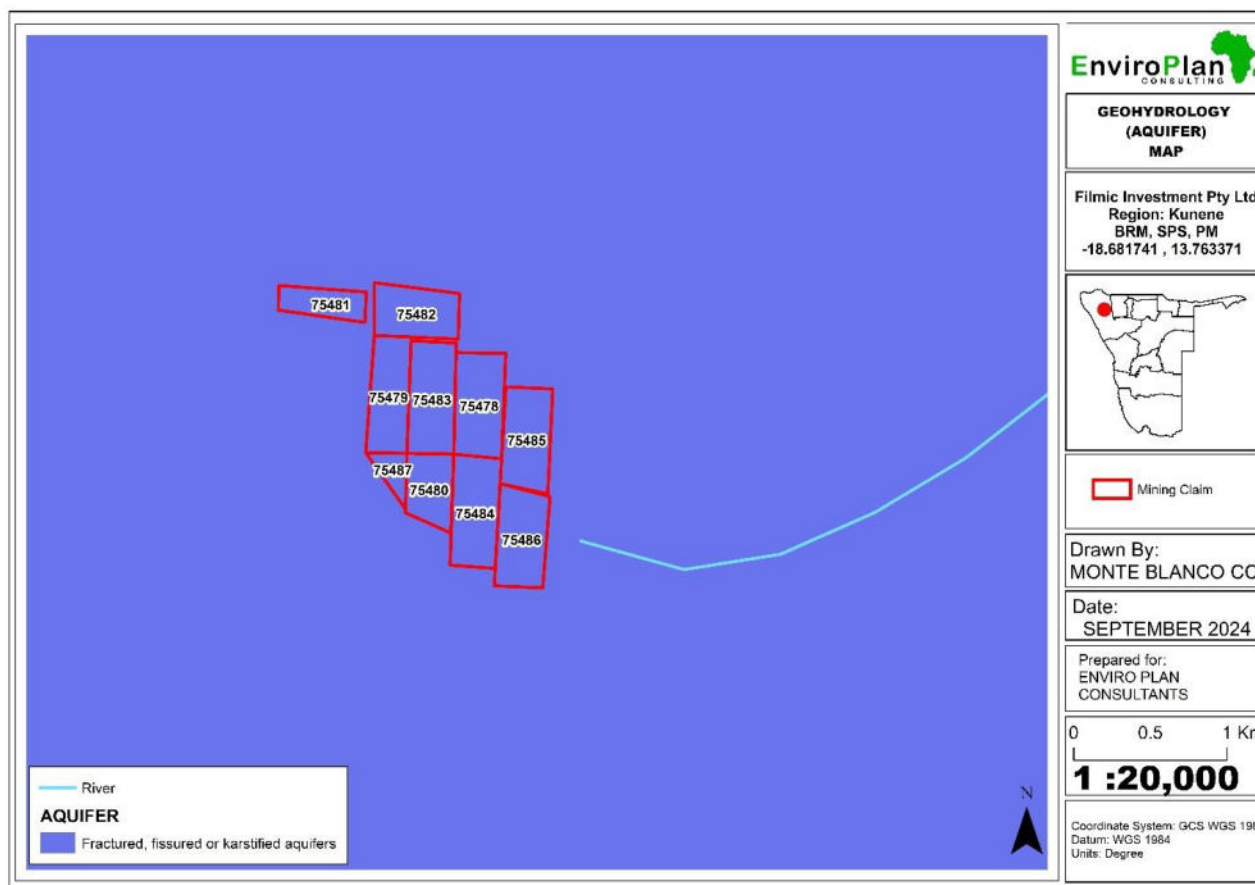 75481
75482
75479
75483
75478
75485
75487
75480
75484
75486
River
AQUIFER
Fractured, fissured or karstified aquifers
N
EnviroPlan
CONSULTING
GEOHYDROLOGY
(AQUIFER)
MAP
Filmic Investment Pty Ltd
Region: Kunene
BRM, SPS, PM
-18.681741 , 13.763371
Mining Claim
Drawn By:
MONTE BLANCO
Date:
SEPTEMBER 2024
Prepared for:
ENVIRO PLAN
CONSULTANTS
0 0.5 1
1 :20,000
Coordinate System: GCS WGS
Datum: WGS 1984
Units: Degree